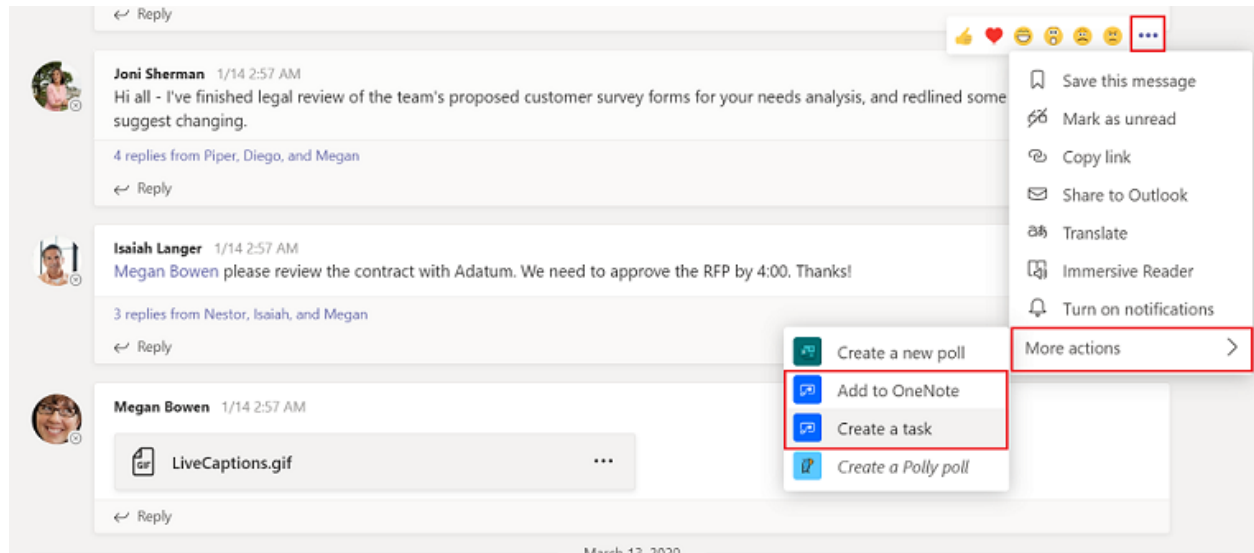 Reply
Joni Sherman 1/14 2:57 AM
Hi all - I've finished legal review of the team's proposed customer survey forms for your needs analysis, and redlined some
suggest changing.
4 replies from Piper, Diego, and Megan
Reply
Isaiah Langer 1/14 2:57 AM
Megan Bowen please review the contract with Adatum. We need to approve the RFP by 4:00. Thanks!
3 replies from Nestor, Isaiah, and Megan
Reply
Megan Bowen 1/14 2:57 AM
GIF
LiveCaptions.gif
Reply
March 13, 2020
Save this message
Mark as unread
Copy link
Share to Outlook
Translate
Immersive Reader
Turn on notifications
More actions
Create a new poll
Add to OneNote
Create a task
Create a Polly poll